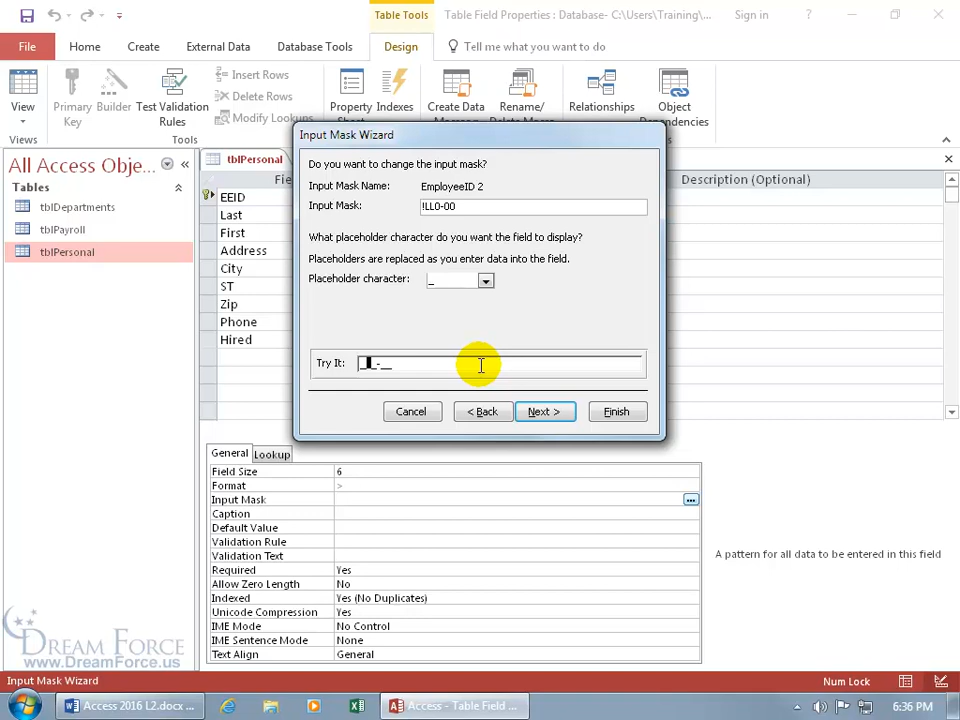 Table Tools
Table Field Properties : Database- C:\Users\Training\...
Sign in
File
Home
Create
External Data
Database Tools
Design
Tell me what you want to do
View
Primary Key
Builder
Test Validation Rules
Insert Rows
Delete Rows
Modify Lookups
Property
Indexes
Create Data
Rename/
Relationships
Object
Dependencies
Views
Tools
All Access Obje...
Tables
tblDepartments
tblPayroll
tblPersonal
tblPersonal
Description (Optional)
EEID
Last
First
Address
City
ST
Zip
Phone
Hired
Input Mask Wizard
Do you want to change the input mask?
Input Mask Name: EmployeeID 2
Input Mask: !LL0-00
What placeholder character do you want the field to display?
Placeholders are replaced as you enter data into the field.
Placeholder character: _
Try It: ___-__
Cancel
< Back
Next >
Finish
General
Lookup
Field Size 6
Format >
Input Mask
Caption
Default Value
Validation Rule
Validation Text
Required Yes
Allow Zero Length No
Indexed Yes (No Duplicates)
Unicode Compression Yes
IME Mode No Control
IME Sentence Mode None
Text Align General
A pattern for all data to be entered in this field
DREAM FORCE
www.DreamForce.us
Input Mask Wizard
Num Lock
Access 2016 L2.docx ...
Access - Table Field ...
6:36 PM